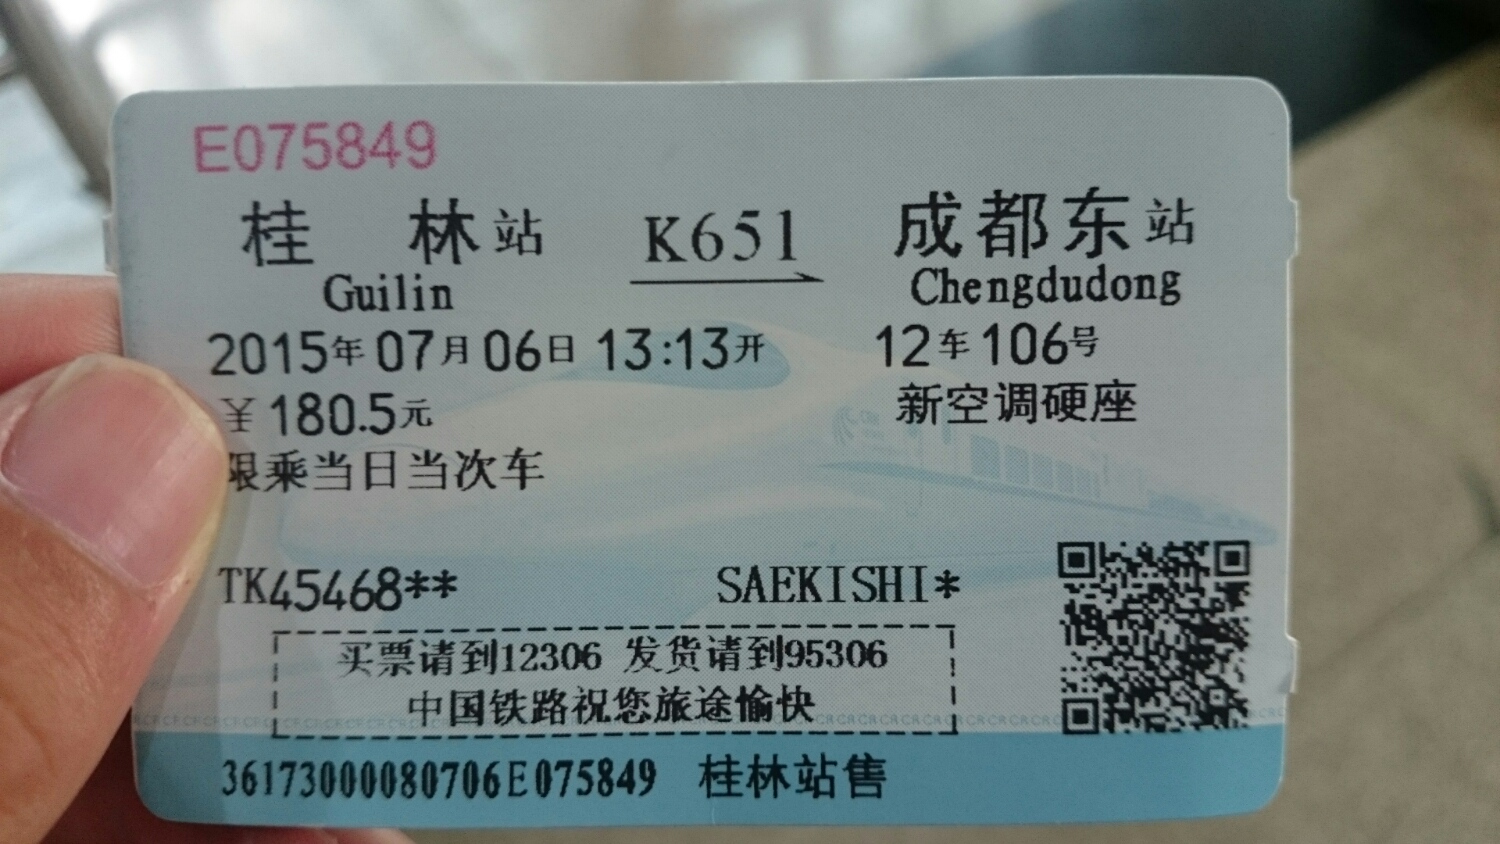 E075849
桂 林站 K651 成都东站
Guilin Chengdudong
2015年07月06日 13:13开 12车106号
￥180.5元 新空调硬座
限乘当日当次车
TK45468** SAEKISHI*
买票请到12306 发货请到95306
中国铁路祝您旅途愉快
36173000080706E075849 桂林站售